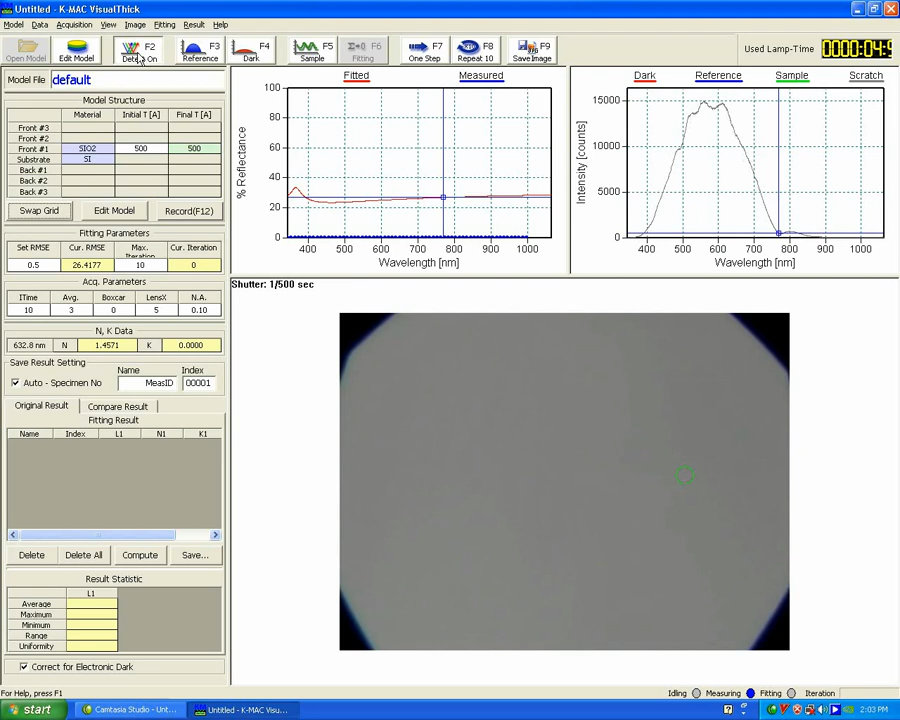 Untitled - K-MAC VisualThick
Model Data Acquisition View Image Fitting Result Help
Open Model
Edit Model
F2
F3 Reference
F4 Dark
F5 Sample
F6 Fitting
F7 One Step
F8 Repeat 10
F9 Save Image
Used Lamp-Time
Model File default
Model Structure
Material Initial T [A] Final T [A]
Front #3
Front #2
Front #1 SIO2 500 500
Substrate SI
Back #1
Back #2
Back #3
Swap Grid Edit Model Record(F12)
Fitting Parameters
Set RMSE Cur. RMSE Max. Iteration Cur. Iteration
0.5 26.4177 10 0
Acq. Parameters
ITime Avg. Boxcar LensX N.A.
10 3 0 5 0.10
N, K Data
632.8 nm N 1.4571 K 0.0000
Save Result Setting
Name Index
Auto - Specimen No MeasID 00001
Original Result Compare Result
Fitting Result
Name Index L1 N1 K1
Delete Delete All Compute Save...
Result Statistic
L1
Average
Maximum
Minimum
Range
Uniformity
Correct for Electronic Dark
Fitted Measured
% Reflectance
100
80
60
40
20
0
400 500 600 700 800 900 1000
Wavelength [nm]
Dark Reference Sample Scratch
Intensity [counts]
15000
10000
5000
0
400 500 600 700 800 900 1000
Wavelength [nm]
Shutter: 1/500 sec
For Help, press F1
Idling Measuring Fitting Iteration
start
Camtasia Studio - Unt...
Untitled - K-MAC Visu...
2:03 PM